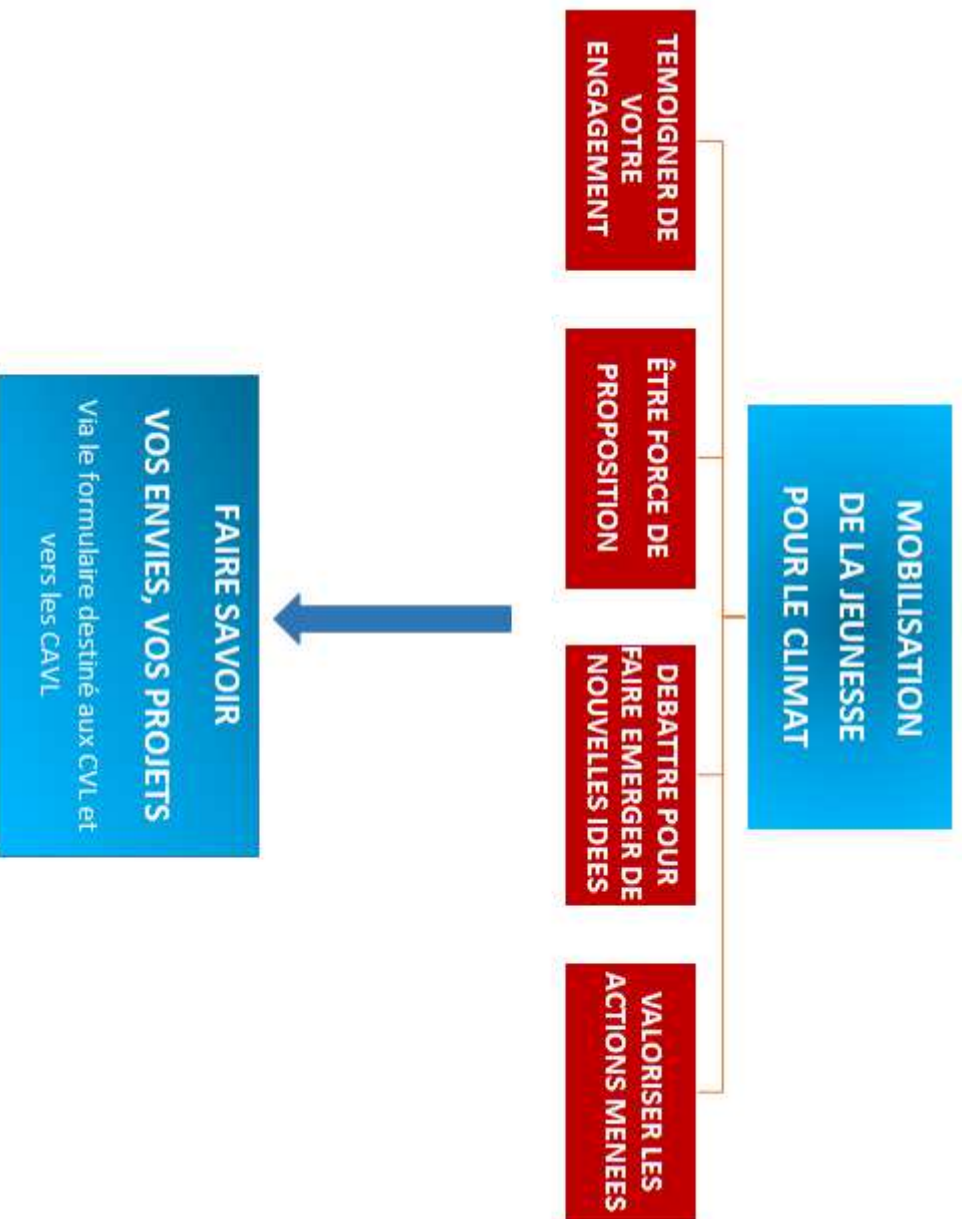 MOBILISATION
DE LA JEUNESSE
POUR LE CLIMAT
TEMOIGNER DE
VOTRE
ENGAGEMENT
ÊTRE FORCE DE
PROPOSITION
DEBATTRE POUR
FAIRE EMERGER DE
NOUVELLES IDEES
VALORISER LES
ACTIONS MENEES
FAIRE SAVOIR
VOS ENVIES, VOS PROJETS
Via le formulaire destiné aux CVL et
vers les CAVL